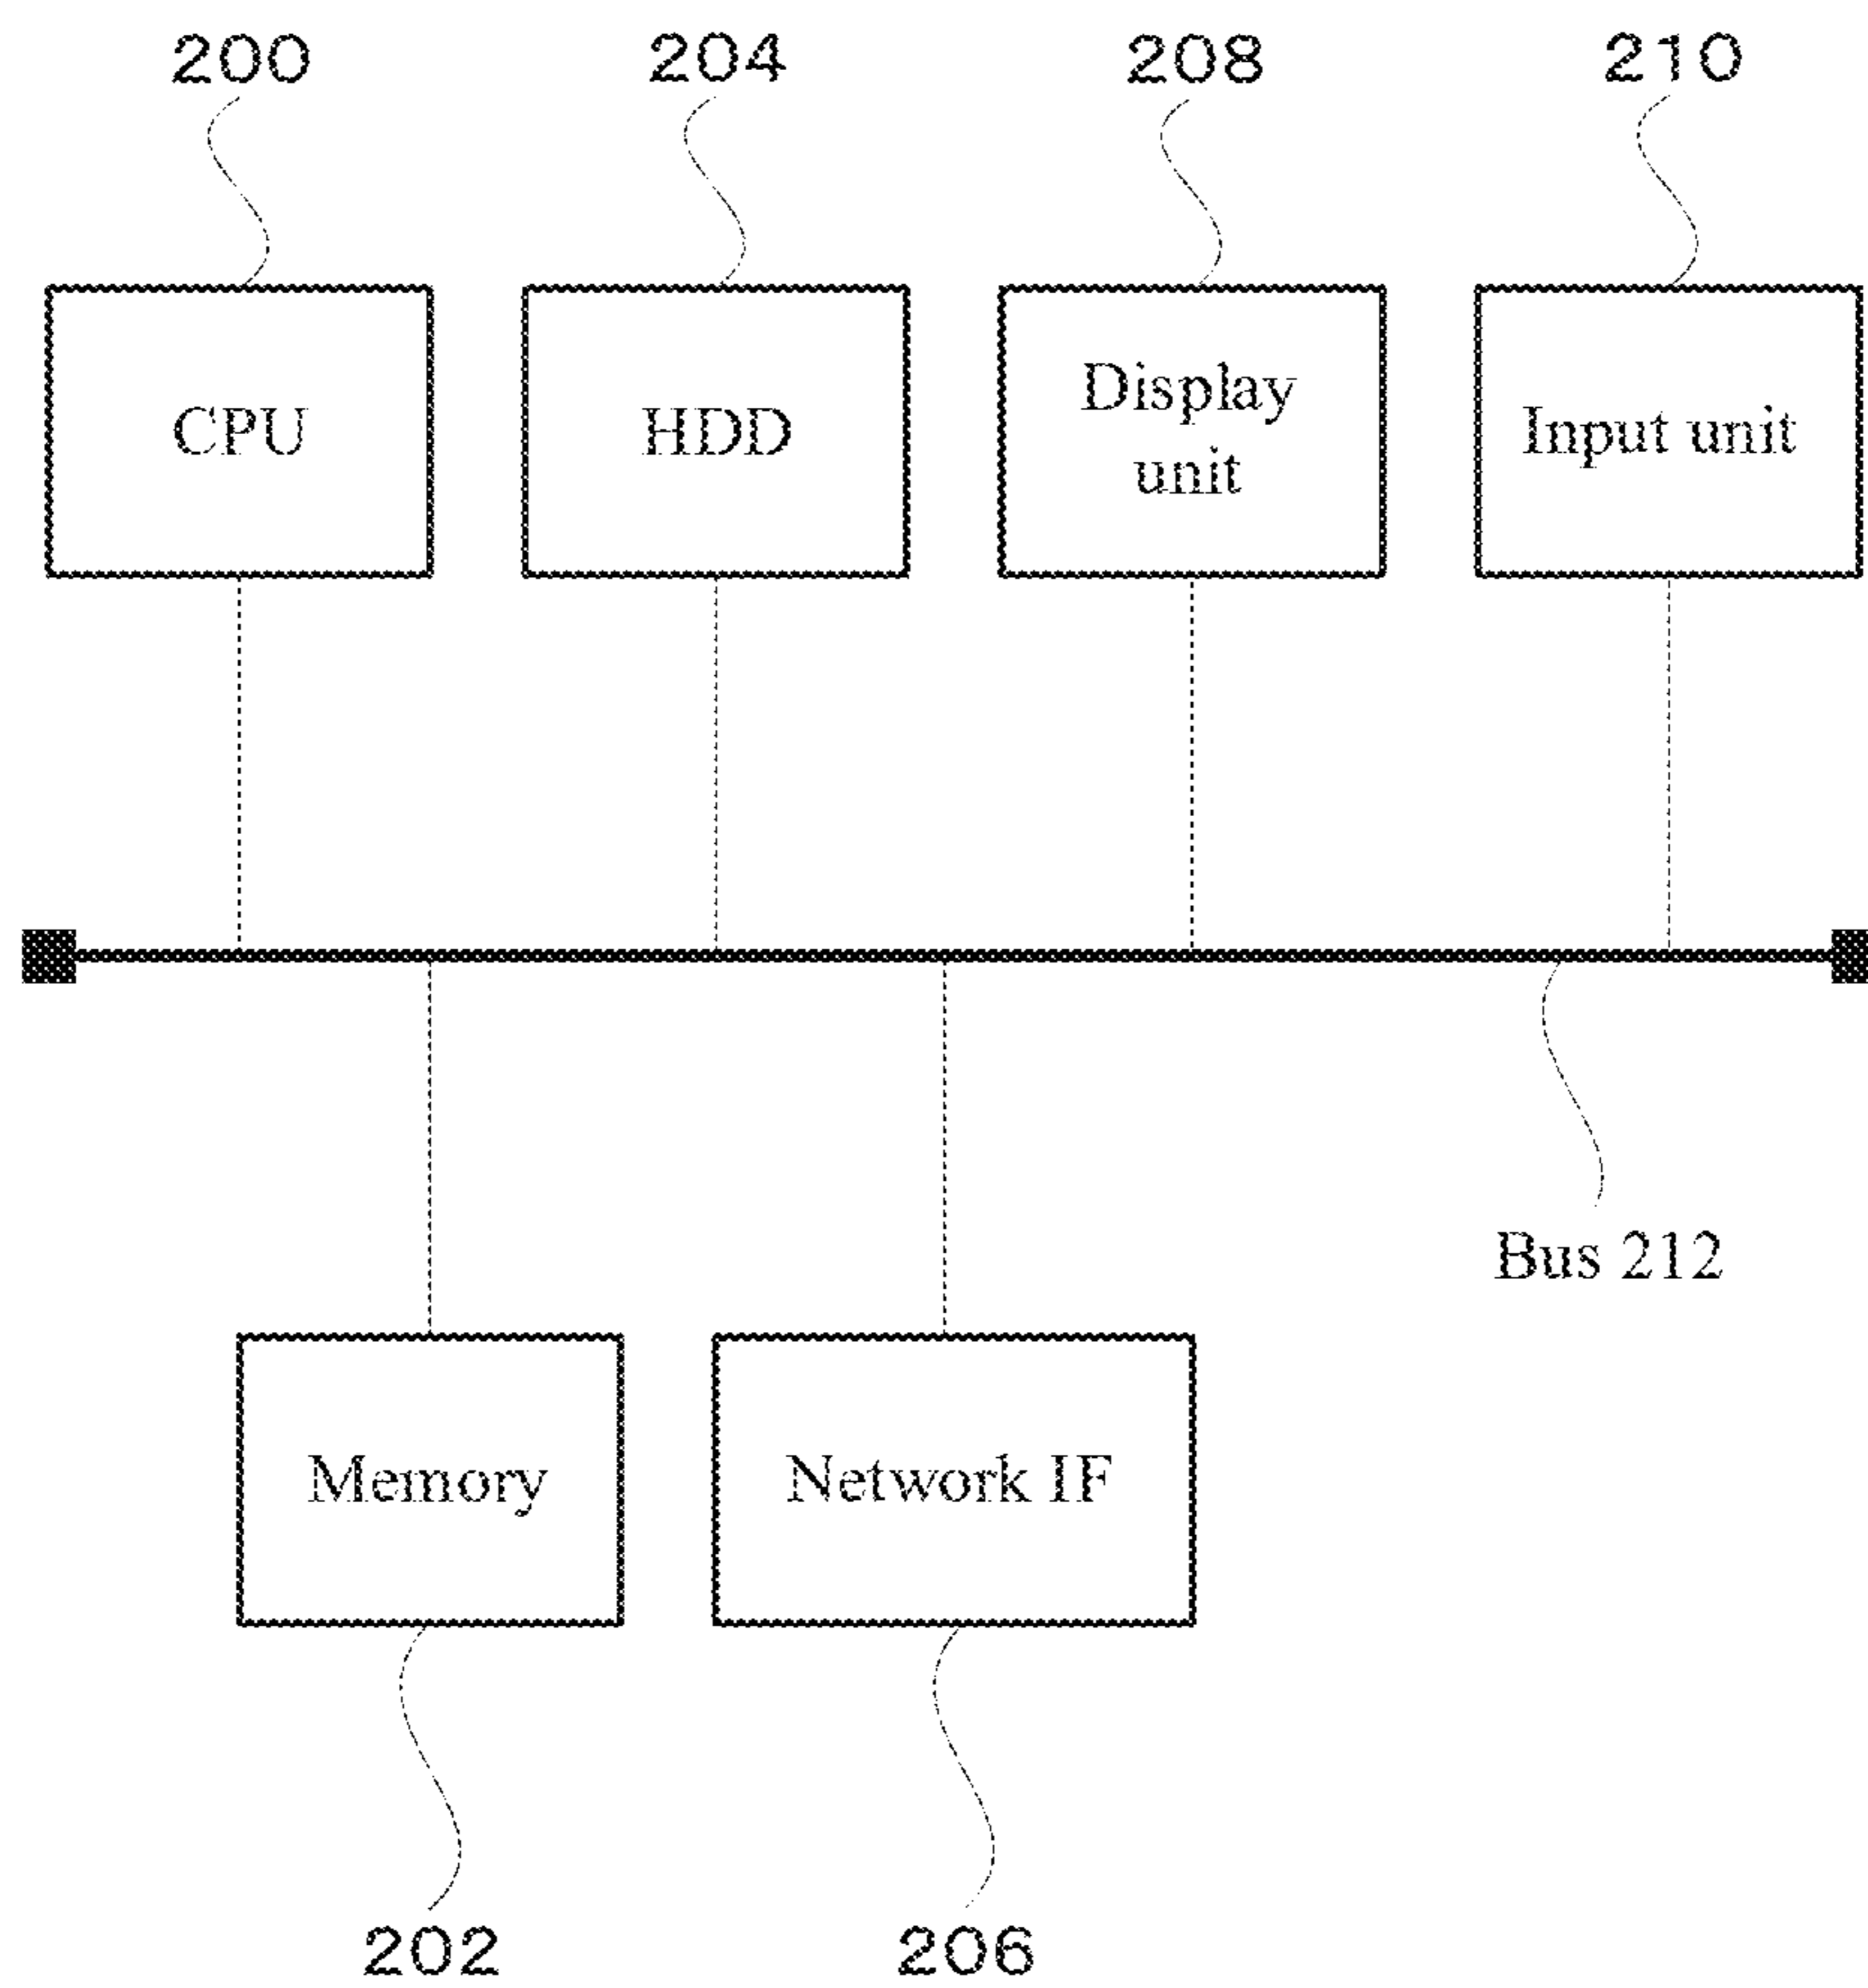 200
204
208
210
CPU
HDD
Display
unit
Input unit
Bus 212
Memory
Network IF
202
206